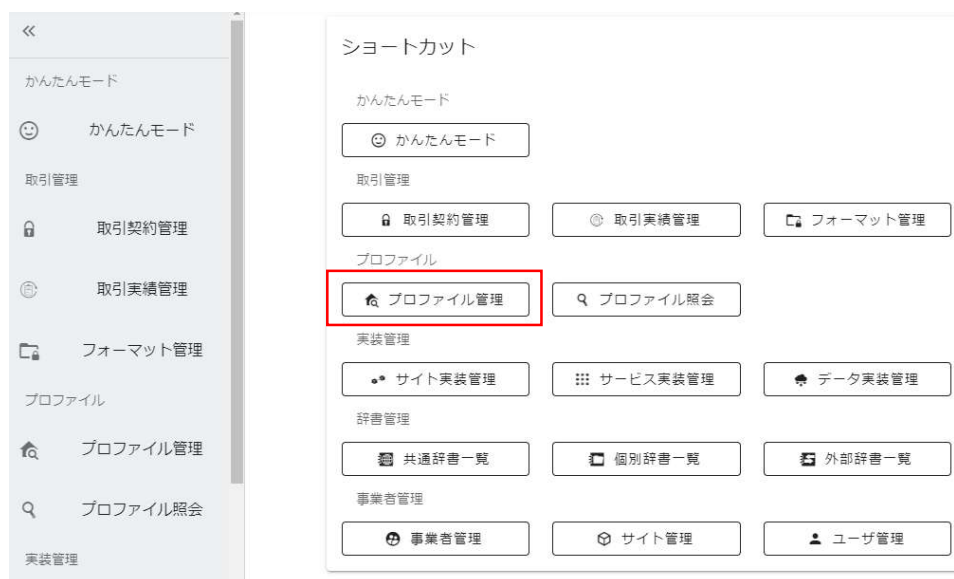 かんたんモード
かんたんモード
取引管理
取引契約管理
取引実績管理
フォーマット管理
プロファイル
プロファイル管理
プロファイル照会
実装管理
ショートカット
かんたんモード
かんたんモード
取引管理
取引契約管理 取引実績管理 フォーマット管理
プロファイル
プロファイル管理 プロファイル照会
実装管理
サイト実装管理 サービス実装管理 データ実装管理
辞書管理
共通辞書一覧 個別辞書一覧 外部辞書一覧
事業者管理
事業者管理 サイト管理 ユーザ管理